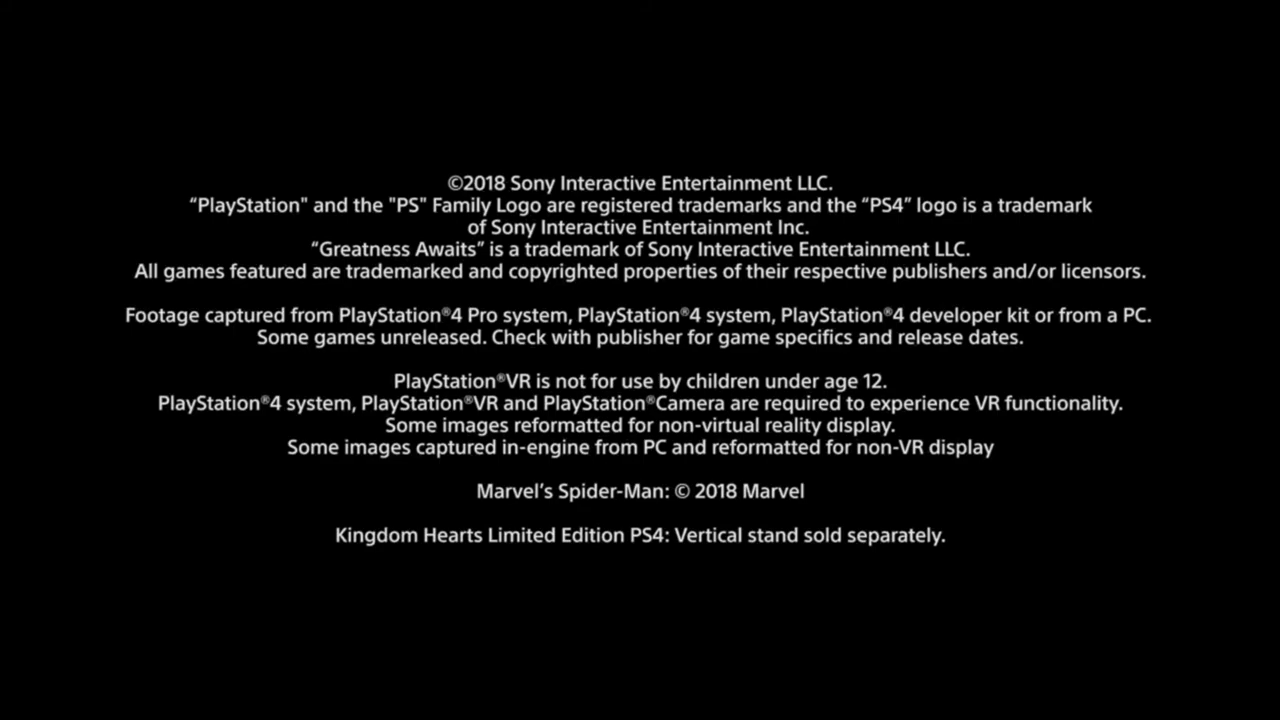 ©2018 Sony Interactive Entertainment LLC.
“PlayStation" and the "PS" Family Logo are registered trademarks and the “PS4” logo is a trademark
of Sony Interactive Entertainment Inc.
“Greatness Awaits” is a trademark of Sony Interactive Entertainment LLC.
All games featured are trademarked and copyrighted properties of their respective publishers and/or licensors.
Footage captured from PlayStation®4 Pro system, PlayStation®4 system, PlayStation®4 developer kit or from a PC.
Some games unreleased. Check with publisher for game specifics and release dates.
PlayStation®VR is not for use by children under age 12.
PlayStation®4 system, PlayStation®VR and PlayStation®Camera are required to experience VR functionality.
Some images reformatted for non-virtual reality display.
Some images captured in-engine from PC and reformatted for non-VR display
Marvel’s Spider-Man: © 2018 Marvel
Kingdom Hearts Limited Edition PS4: Vertical stand sold separately.